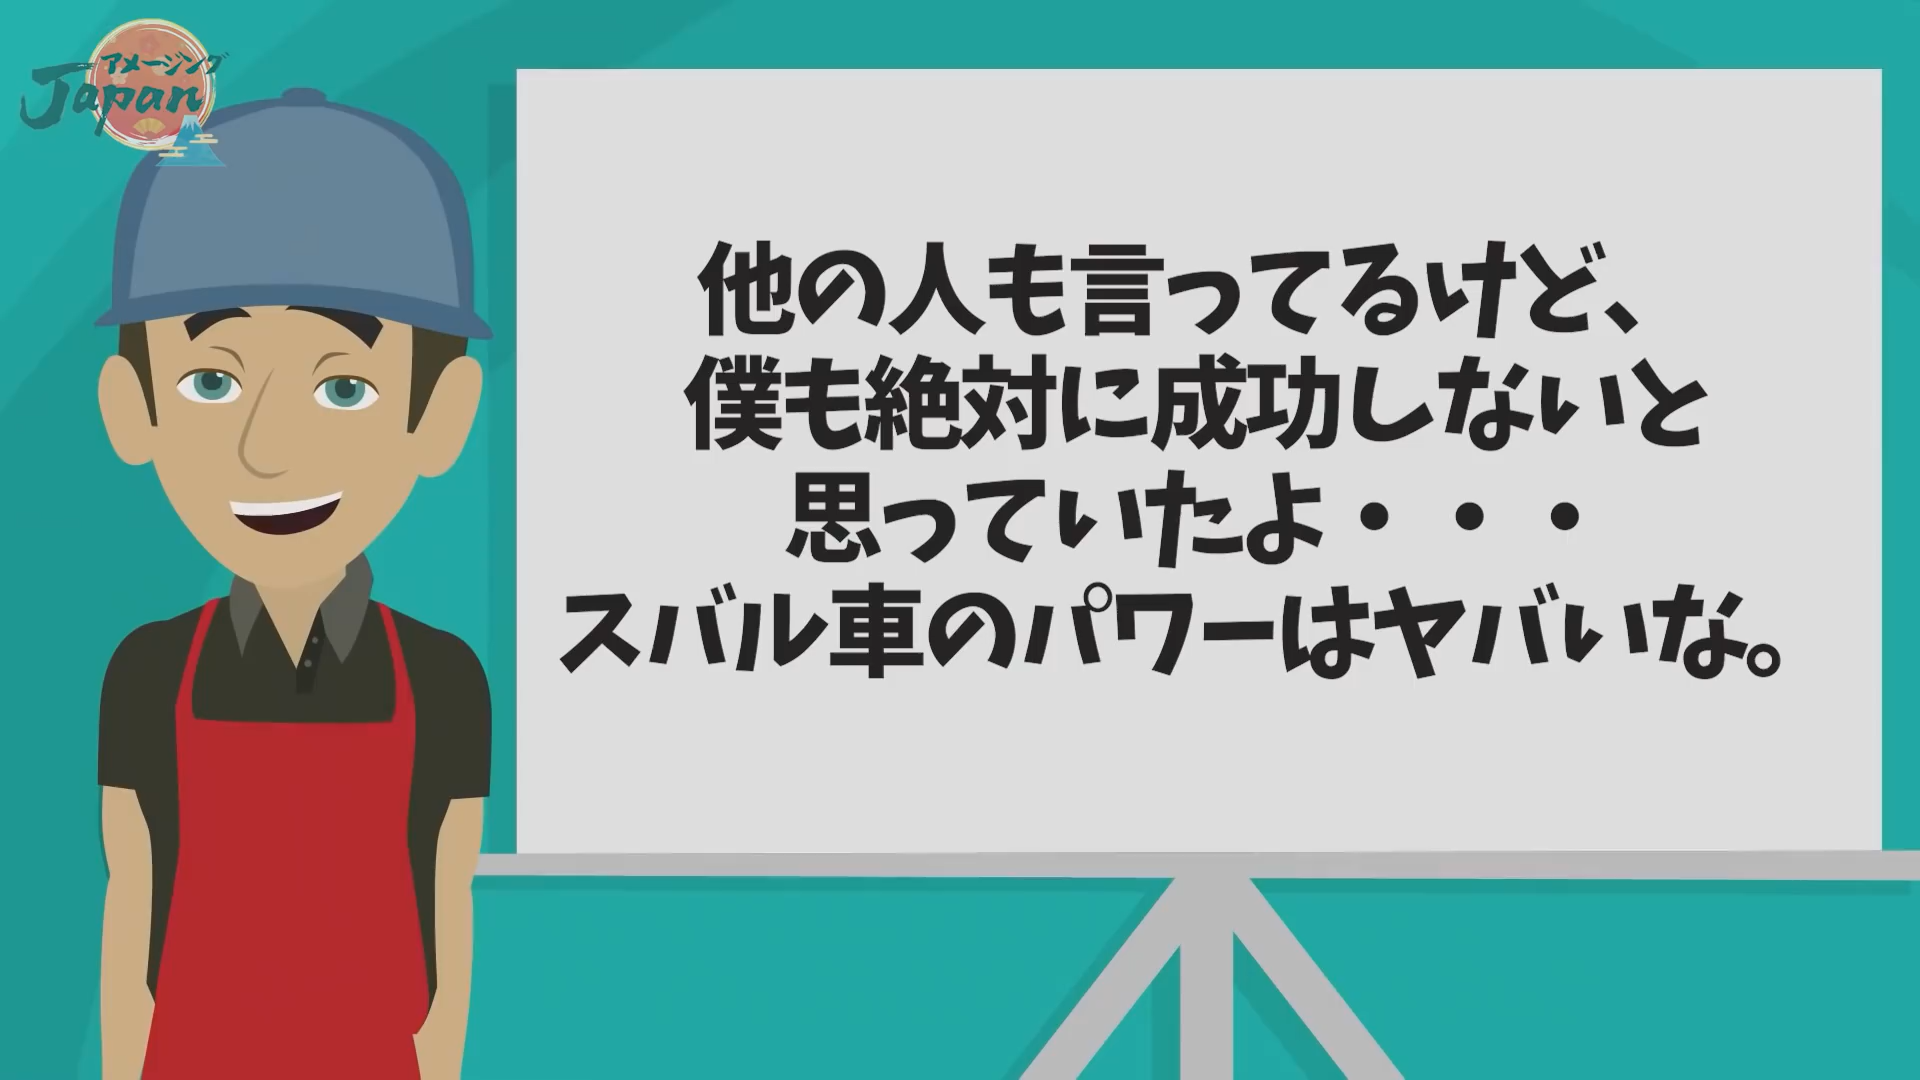 アメージング
Japan
他の人も言ってるけど、
僕も絶対に成功しないと
思っていたよ・・・
スバル車のパワーはヤバいな。